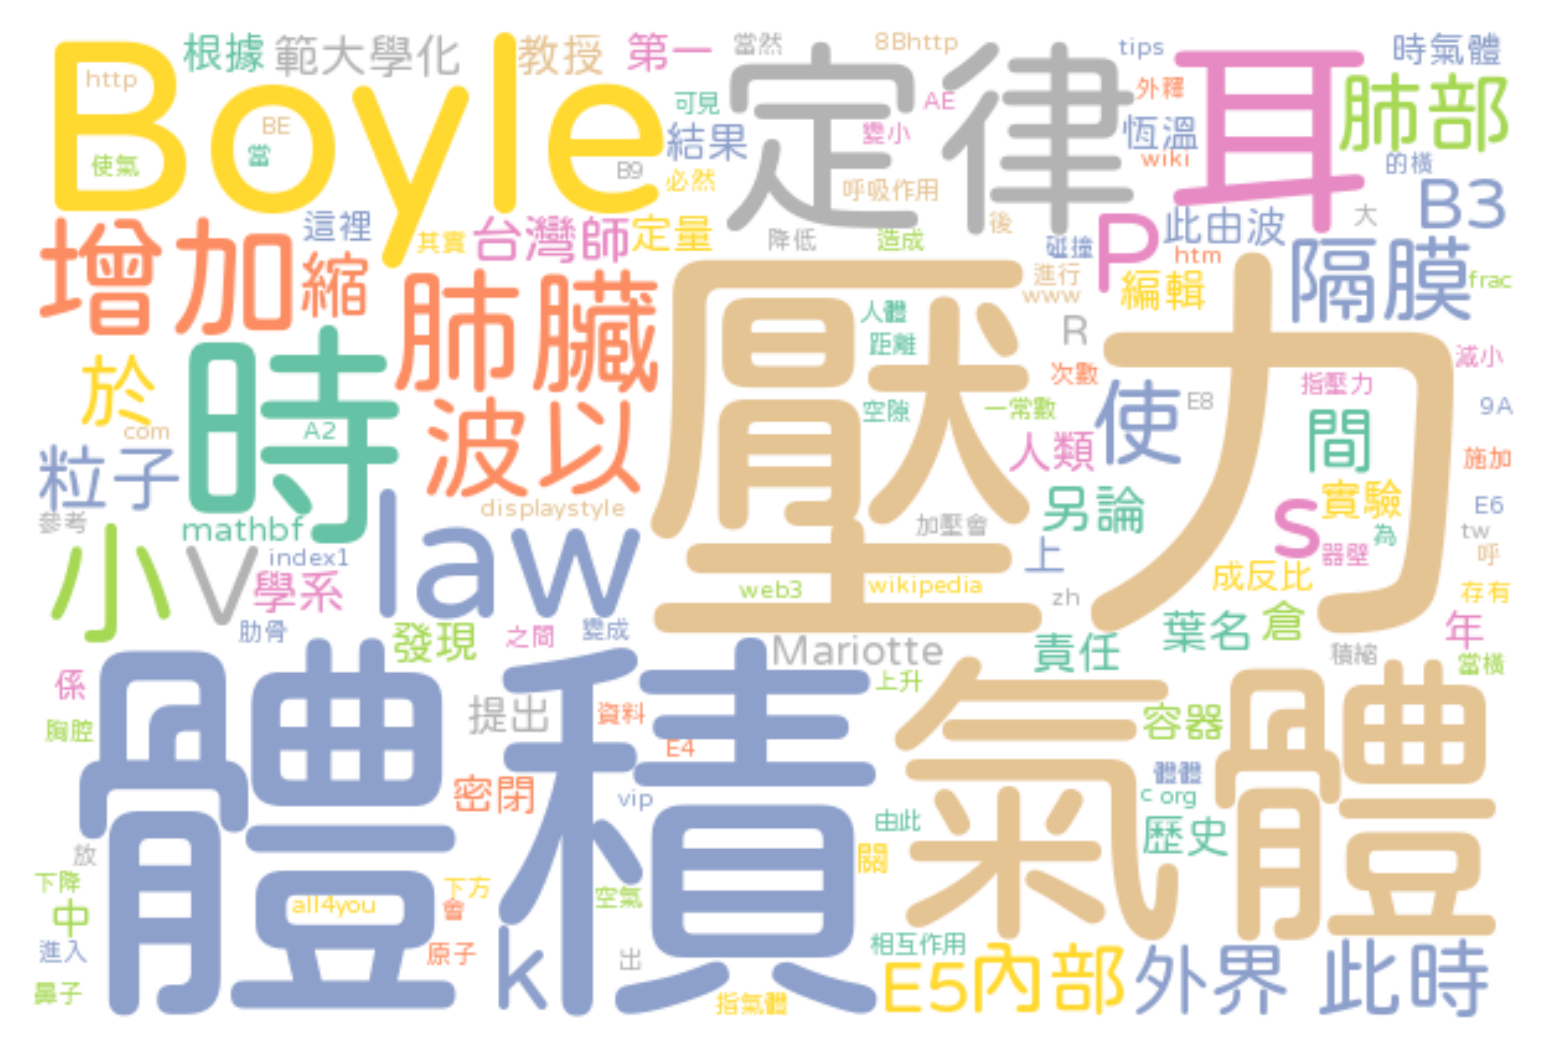 Boyle
定律
耳
根據
範大學化
教授
第一
當然
8Bhttp
tips
時氣體
http
可見
AE
外釋
肺部
BE
當
結果
變小
恆溫
使氣
B9
必然
呼吸作用
wiki
的橫
B3
增加
這裡
其實
台灣師
定量
降低
造成
後
碰撞
P
此由波
大
縮
肺臟
壓力
進行
www
編輯
htm
隔膜
frac
人體
距離
R
時
於
次數
使
E8
指壓力
減小
com
A2
波以
空隙
一常數
人類
間
9A
粒子
參考
mathbf
displaystyle
加壓會
另論
s
實驗
施加
E6
小
V
index1
學系
law
上
器壁
為
tw
呼
web3
wikipedia
zh
成反比
存有
肋骨
發現
之間
變成
Mariotte
責任
葉名
倉
年
積縮
當橫
係
體積
上升
氣體
胸腔
提出
資料
E4
容器
密閉
vip
體體
c
org
由此
歷史
放
關
下降
中
all4you
下方
會
空氣
進入
原子
k
出
相互作用
鼻子
指氣體
E5
內部
外界
此時